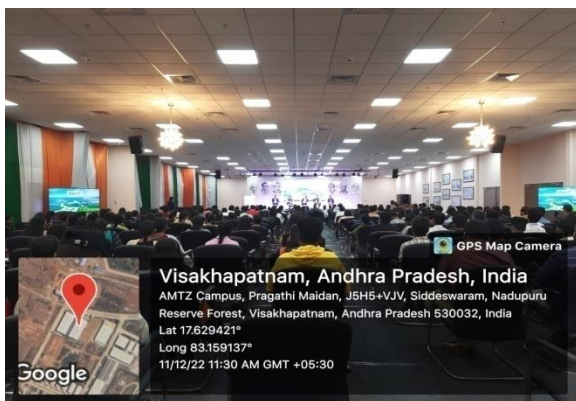 GPS Map Camera
Visakhapatnam, Andhra Pradesh, India
AMTZ Campus, Pragathi Maidan, J5H5+VJV, Siddeswaram, Nadupuru
Reserve Forest, Visakhapatnam, Andhra Pradesh 530032, India
Lat 17.629421°
Long 83.159137°
11/12/22 11:30 AM GMT +05:30
Google